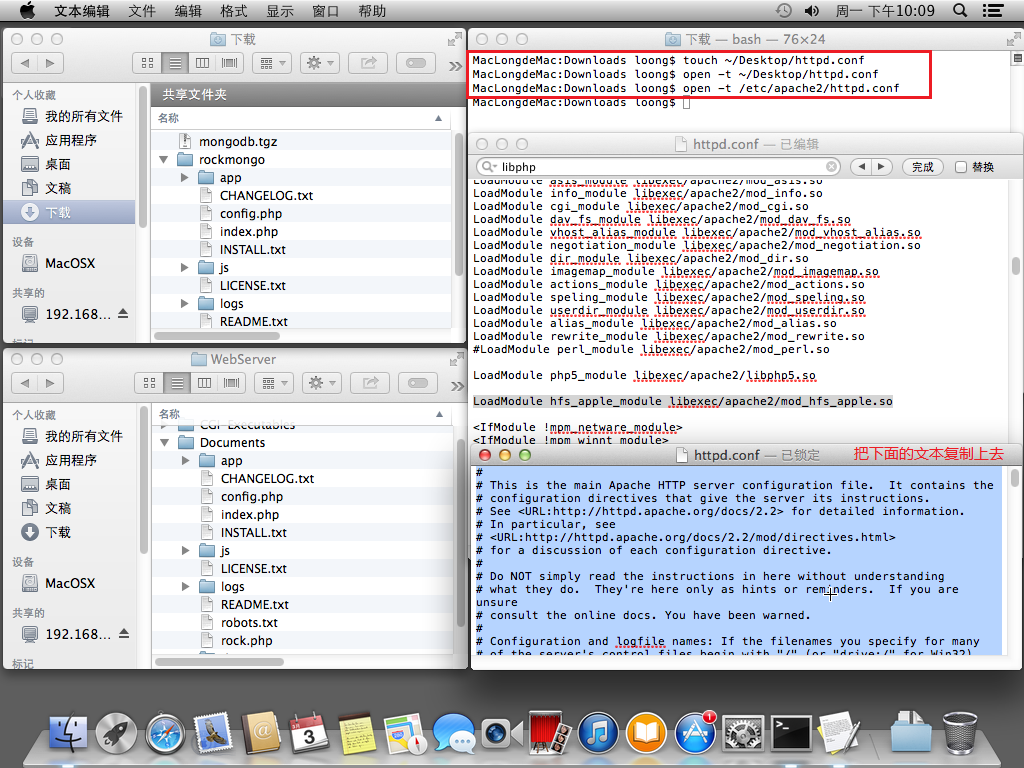 文本编辑 文件 编辑 格式 显示 窗口 帮助 周一 下午10:09
下载
共享文件夹
名称
个人收藏
我的所有文件
应用程序
桌面
文稿
下载
设备
MacOSX
共享的
192.168...
标记
mongodb.tgz
rockmongo
app
CHANGELOG.txt
config.php
index.php
INSTALL.txt
js
LICENSE.txt
logs
README.txt
下载 — bash — 76×24
MacLongdeMac:Downloads loong$ touch ~/Desktop/httpd.conf
MacLongdeMac:Downloads loong$ open -t ~/Desktop/httpd.conf
MacLongdeMac:Downloads loong$ open -t /etc/apache2/httpd.conf
MacLongdeMac:Downloads loong$
httpd.conf — 已编辑
libphp 完成 替换
LoadModule asis_module libexec/apache2/mod_asis.so
LoadModule info_module libexec/apache2/mod_info.so
LoadModule cgi_module libexec/apache2/mod_cgi.so
LoadModule dav_fs_module libexec/apache2/mod_dav_fs.so
LoadModule vhost_alias_module libexec/apache2/mod_vhost_alias.so
LoadModule negotiation_module libexec/apache2/mod_negotiation.so
LoadModule dir_module libexec/apache2/mod_dir.so
LoadModule imagemap_module libexec/apache2/mod_imagemap.so
LoadModule actions_module libexec/apache2/mod_actions.so
LoadModule speling_module libexec/apache2/mod_speling.so
LoadModule userdir_module libexec/apache2/mod_userdir.so
LoadModule alias_module libexec/apache2/mod_alias.so
LoadModule rewrite_module libexec/apache2/mod_rewrite.so
#LoadModule perl_module libexec/apache2/mod_perl.so
LoadModule php5_module libexec/apache2/libphp5.so
LoadModule hfs_apple_module libexec/apache2/mod_hfs_apple.so
<IfModule !mpm_netware_module>
<IfModule !mpm_winnt_module>
WebServer
名称
个人收藏
我的所有文件
应用程序
桌面
文稿
下载
设备
MacOSX
共享的
192.168...
标记
CGI-Executables
Documents
app
CHANGELOG.txt
config.php
index.php
INSTALL.txt
js
LICENSE.txt
logs
README.txt
robots.txt
rock.php
httpd.conf — 已锁定 把下面的文本复制上去
#
# This is the main Apache HTTP server configuration file.  It contains the
# configuration directives that give the server its instructions.
# See <URL:http://httpd.apache.org/docs/2.2> for detailed information.
# In particular, see
# <URL:http://httpd.apache.org/docs/2.2/mod/directives.html>
# for a discussion of each configuration directive.
#
# Do NOT simply read the instructions in here without understanding
# what they do.  They're here only as hints or reminders.  If you are
unsure
# consult the online docs. You have been warned.
#
# Configuration and logfile names: If the filenames you specify for many
# of the server's control files begin with "/" (or "drive:/" for Win32)
3
1